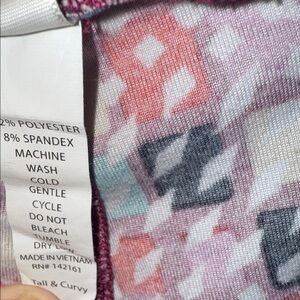 2% POLYESTER
8% SPANDEX
MACHINE
WASH
COLD
GENTLE
CYCLE
DO NOT
BLEACH
TUMBLE
DRY
MADE IN VIETNAM
RN# 142161
Tall & Curvy